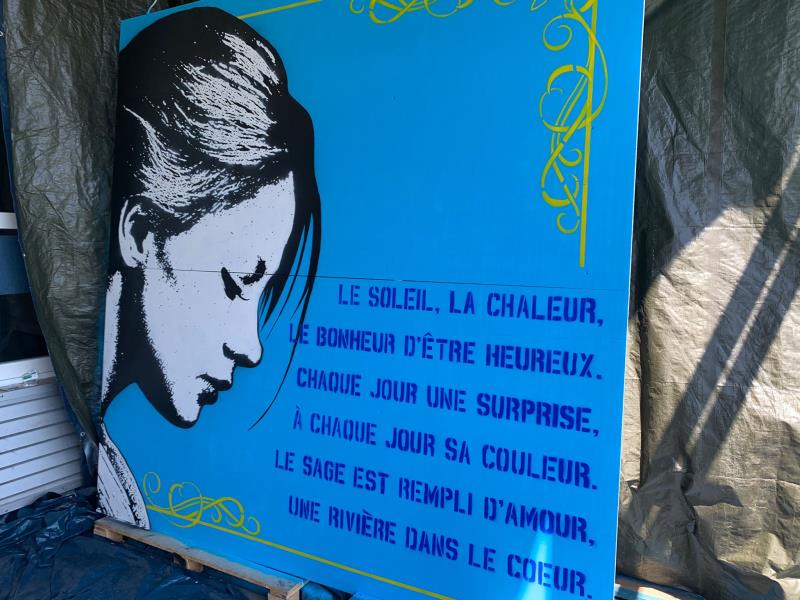 LE SOLEIL, LA CHALEUR,
LE BONHEUR D'ÊTRE HEUREUX.
CHAQUE JOUR UNE SURPRISE,
À CHAQUE JOUR SA COULEUR.
LE SAGE EST REMPLI D'AMOUR,
UNE RIVIÈRE DANS LE COEUR.